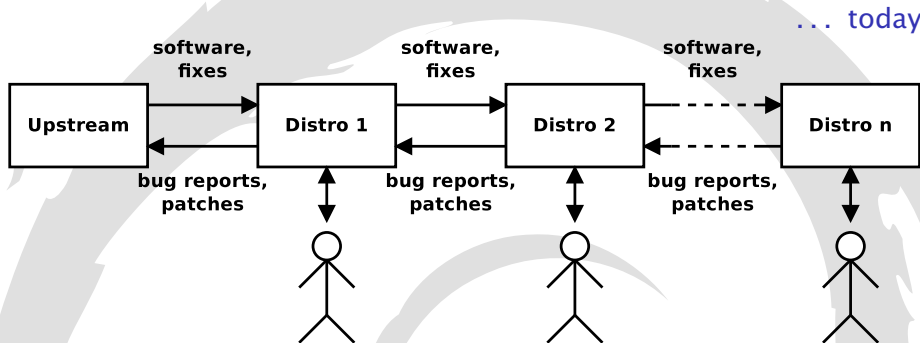 ... today
software,
fixes
software,
fixes
software,
fixes
Upstream
Distro 1
Distro 2
Distro n
bug reports,
patches
bug reports,
patches
bug reports,
patches